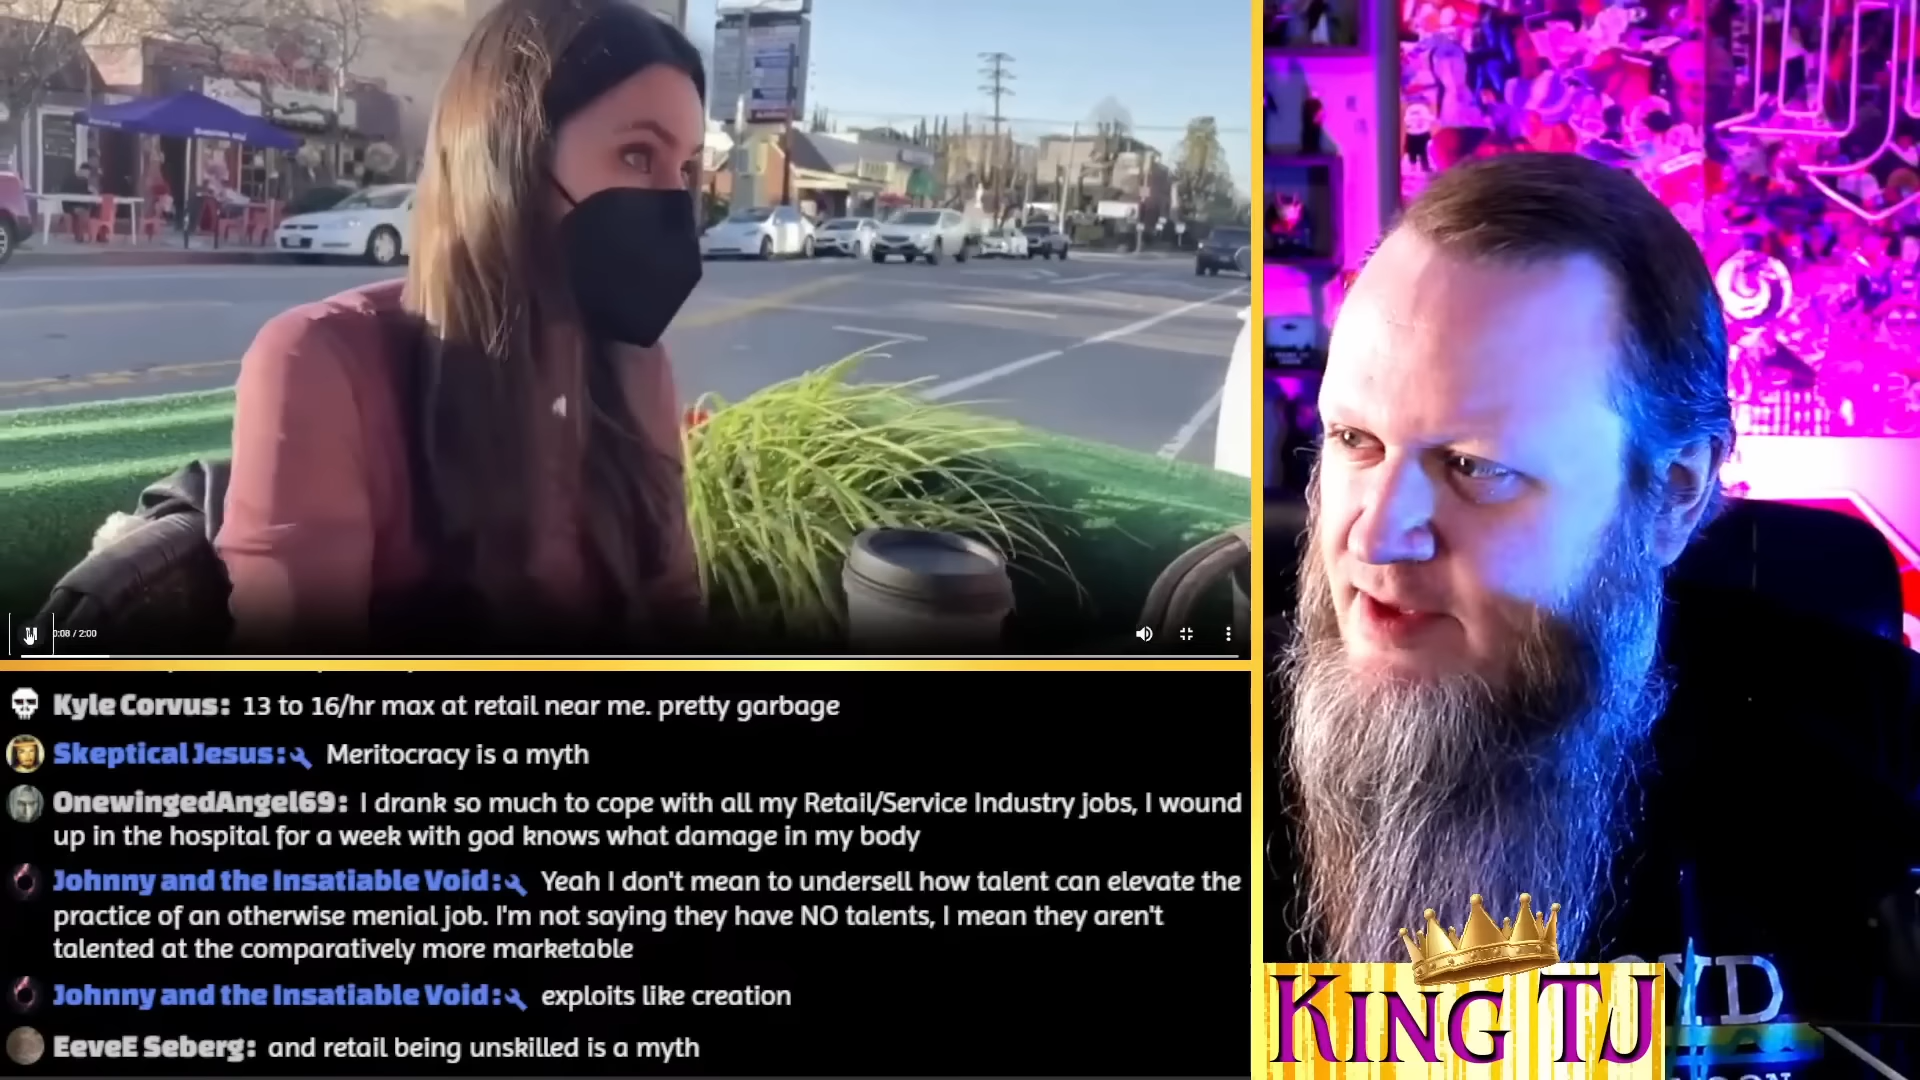 0:08 / 2:00
Kyle Corvus: 13 to 16/hr max at retail near me. pretty garbage
Skeptical Jesus: Meritocracy is a myth
OnewingedAngel69: I drank so much to cope with all my Retail/Service Industry jobs, I wound
up in the hospital for a week with god knows what damage in my body
Johnny and the Insatiable Void: Yeah I don't mean to undersell how talent can elevate the
practice of an otherwise menial job. I'm not saying they have NO talents, I mean they aren't
talented at the comparatively more marketable
Johnny and the Insatiable Void: exploits like creation
EeveE Seberg: and retail being unskilled is a myth
KING TJ